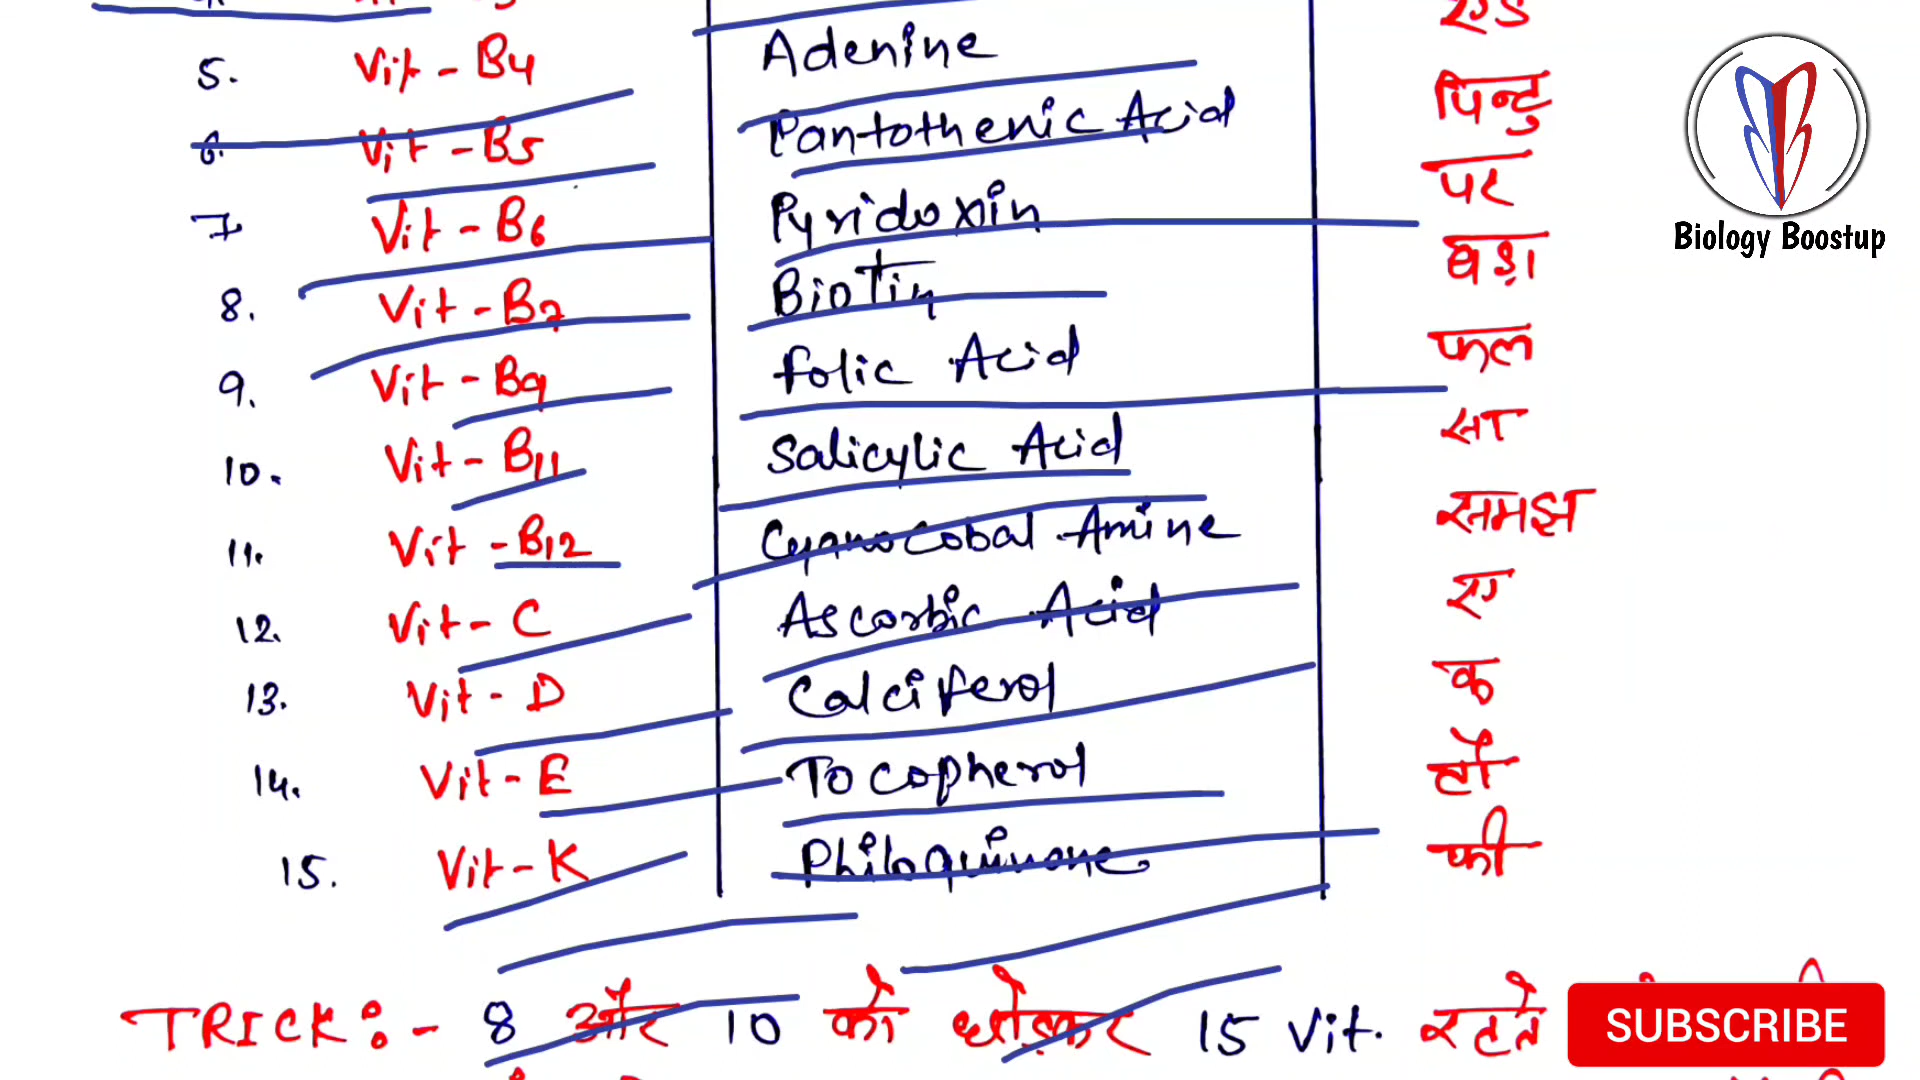 5. Vit - B4 Adenine एड
6. Vit - B5 Pantothenic Acid पिन्टु
7. Vit - B6 Pyridoxin पर
8. Vit - B7 Biotin बड़ा
9. Vit - B9 folic Acid फल
10. Vit - B11 Salicylic Acid सा
11. Vit - B12 Cyanocobal Amine समझ
12. Vit - C Ascorbic Acid ए
13. Vit - D Calciferol क
14. Vit - E Tocopherol टो
15. Vit - K Philoquinone फी
TRICK:- 8 और 10 को छोड़कर 15 Vit. रटते
Biology Boostup
SUBSCRIBE